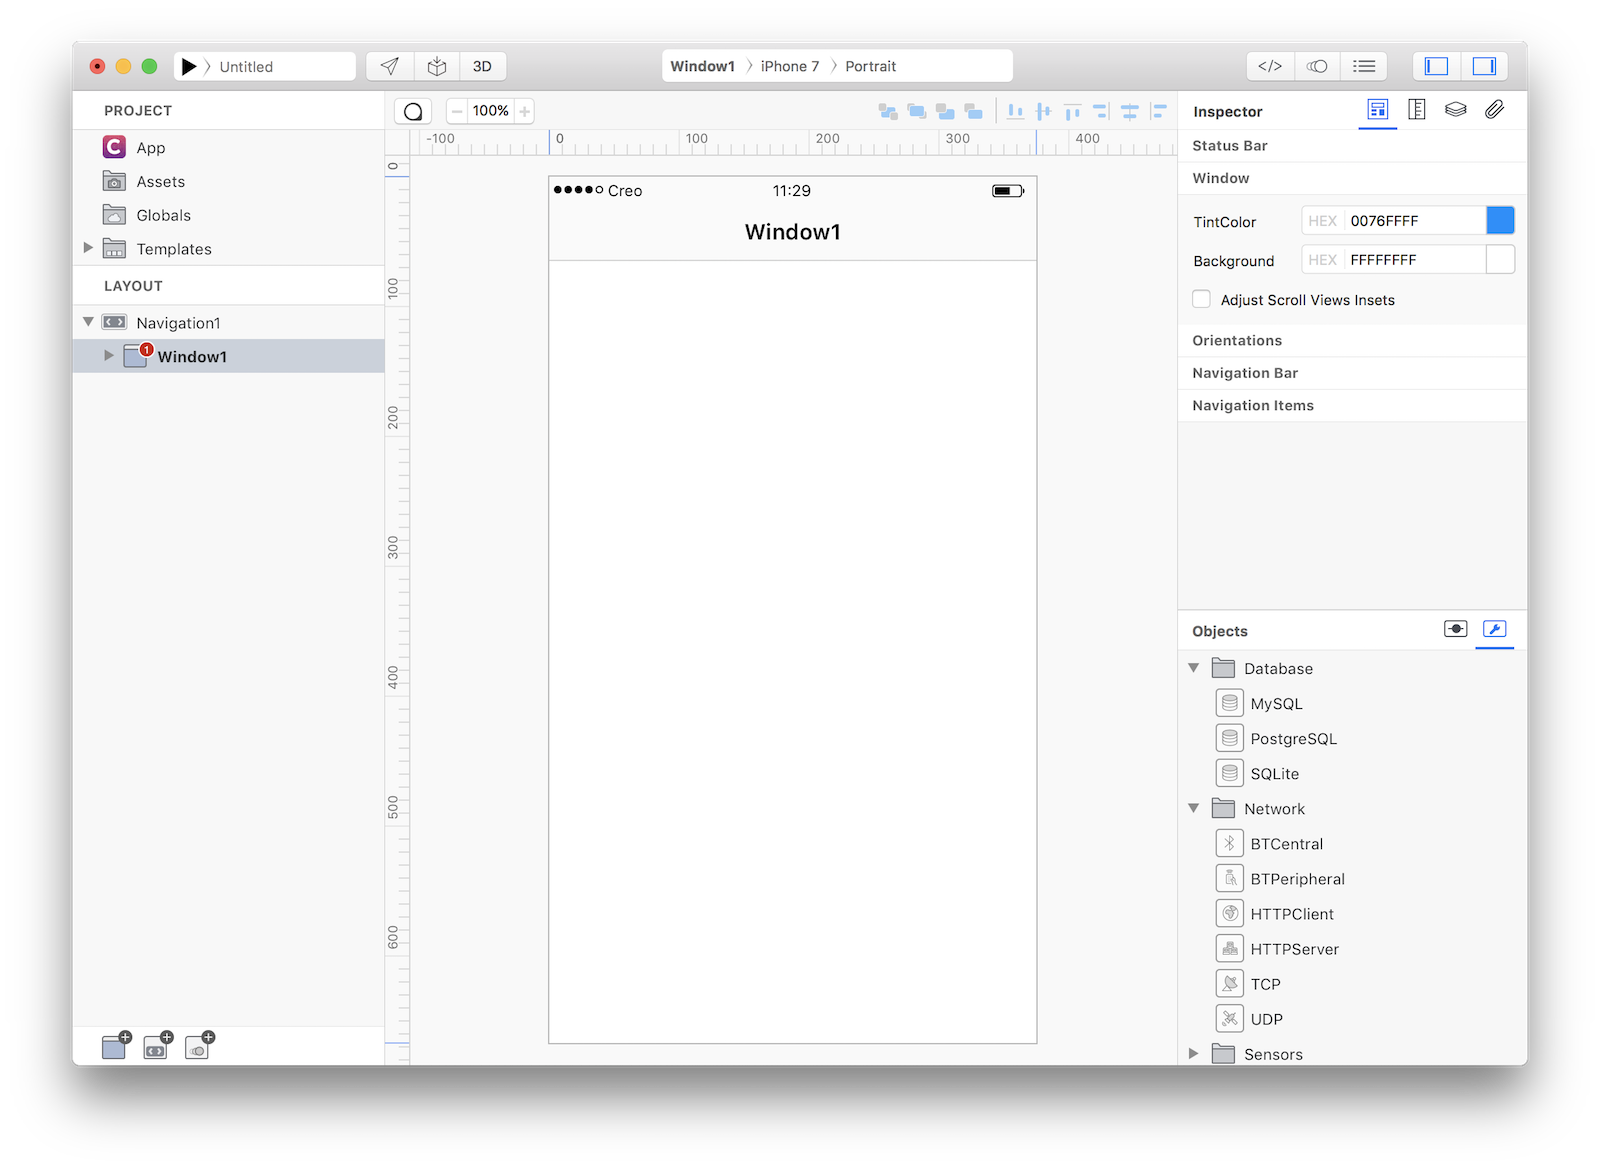 Untitled
3D
Window1 iPhone 7 Portrait
</>
PROJECT
App
Assets
Globals
Templates
LAYOUT
Navigation1
1
Window1
100%
-100 0 100 200 300 400
0
100
200
300
400
500
600
Creo 11:29
Window1
Inspector
Status Bar
Window
TintColor HEX 0076FFFF
Background HEX FFFFFFFF
Adjust Scroll Views Insets
Orientations
Navigation Bar
Navigation Items
Objects
Database
MySQL
PostgreSQL
SQLite
Network
BTCentral
BTPeripheral
HTTPClient
HTTPServer
TCP
UDP
Sensors